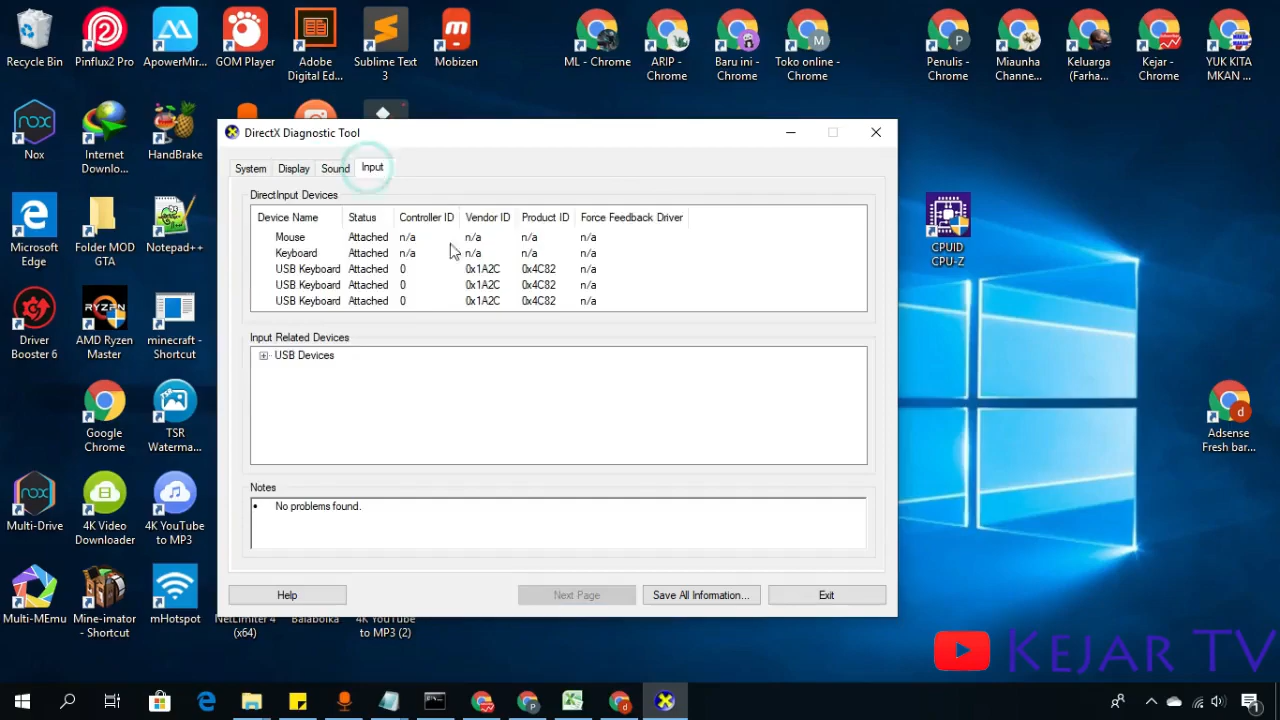 Recycle Bin
Pinflux2 Pro
ApowerMir...
GOM Player
Adobe
Digital Ed...
Sublime Text
3
Mobizen
ML - Chrome
ARIP -
Chrome
Baru ini -
Chrome
Toko online -
Chrome
Penulis -
Chrome
Miaunha
Channe...
Keluarga
(Farha...
Kejar -
Chrome
YUK KITA
MKAN ...
Nox
Internet
Downlo...
HandBrake
Microsoft
Edge
Folder MOD
GTA
Notepad++
Driver
Booster 6
AMD Ryzen
Master
minecraft -
Shortcut
Google
Chrome
TSR
Waterma...
Multi-Drive
4K Video
Downloader
4K YouTube
to MP3
Multi-MEmu
Mine-imator
- Shortcut
mHotspot
NetLimiter 4
(x64)
Balabolka
4K YouTube
to MP3 (2)
CPUID
CPU-Z
Adsense
Fresh bar...
DirectX Diagnostic Tool
System Display Sound Input
DirectInput Devices
Device Name Status Controller ID Vendor ID Product ID Force Feedback Driver
Mouse Attached n/a n/a n/a n/a
Keyboard Attached n/a n/a n/a n/a
USB Keyboard Attached 0 0x1A2C 0x4C82 n/a
USB Keyboard Attached 0 0x1A2C 0x4C82 n/a
USB Keyboard Attached 0 0x1A2C 0x4C82 n/a
Input Related Devices
USB Devices
Notes
• No problems found.
Help Next Page Save All Information... Exit
Kejar TV